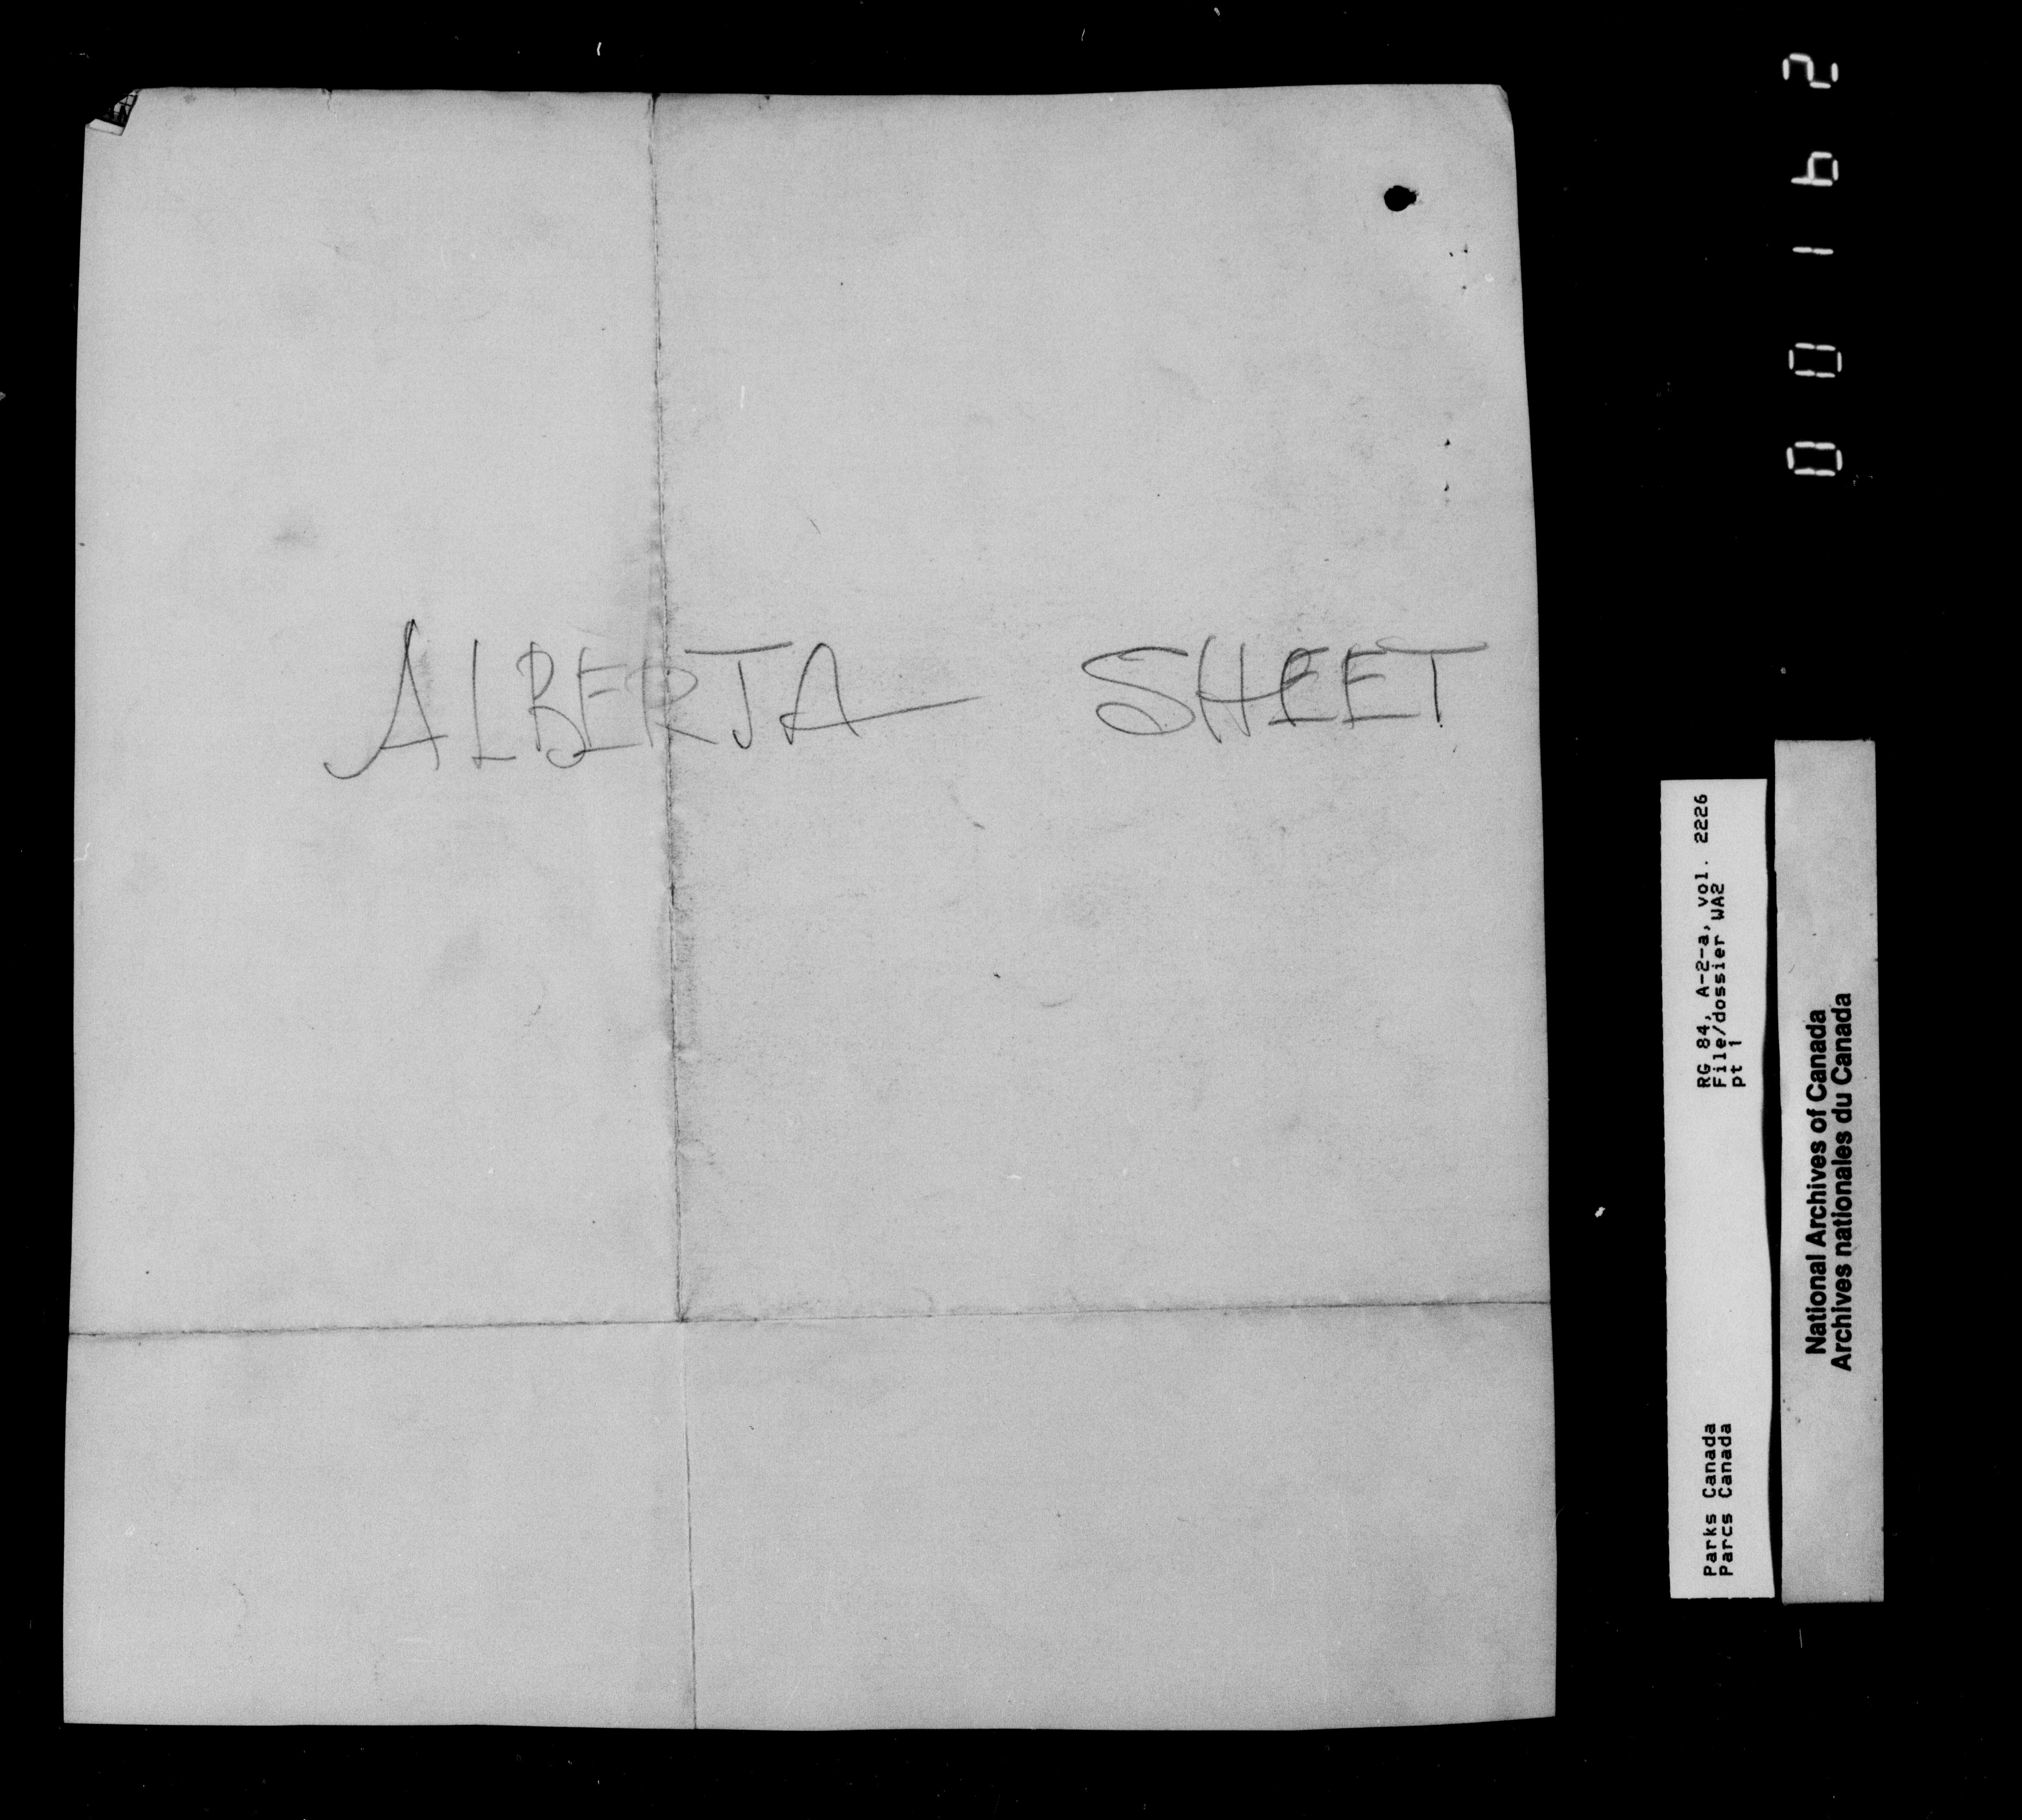 ALBERTA SHEET
00162
RG 84, A-2-a, vol. 2226
File/dossier WA2
pt 1
Parks Canada
Parcs Canada
National Archives of Canada
Archives nationales du Canada